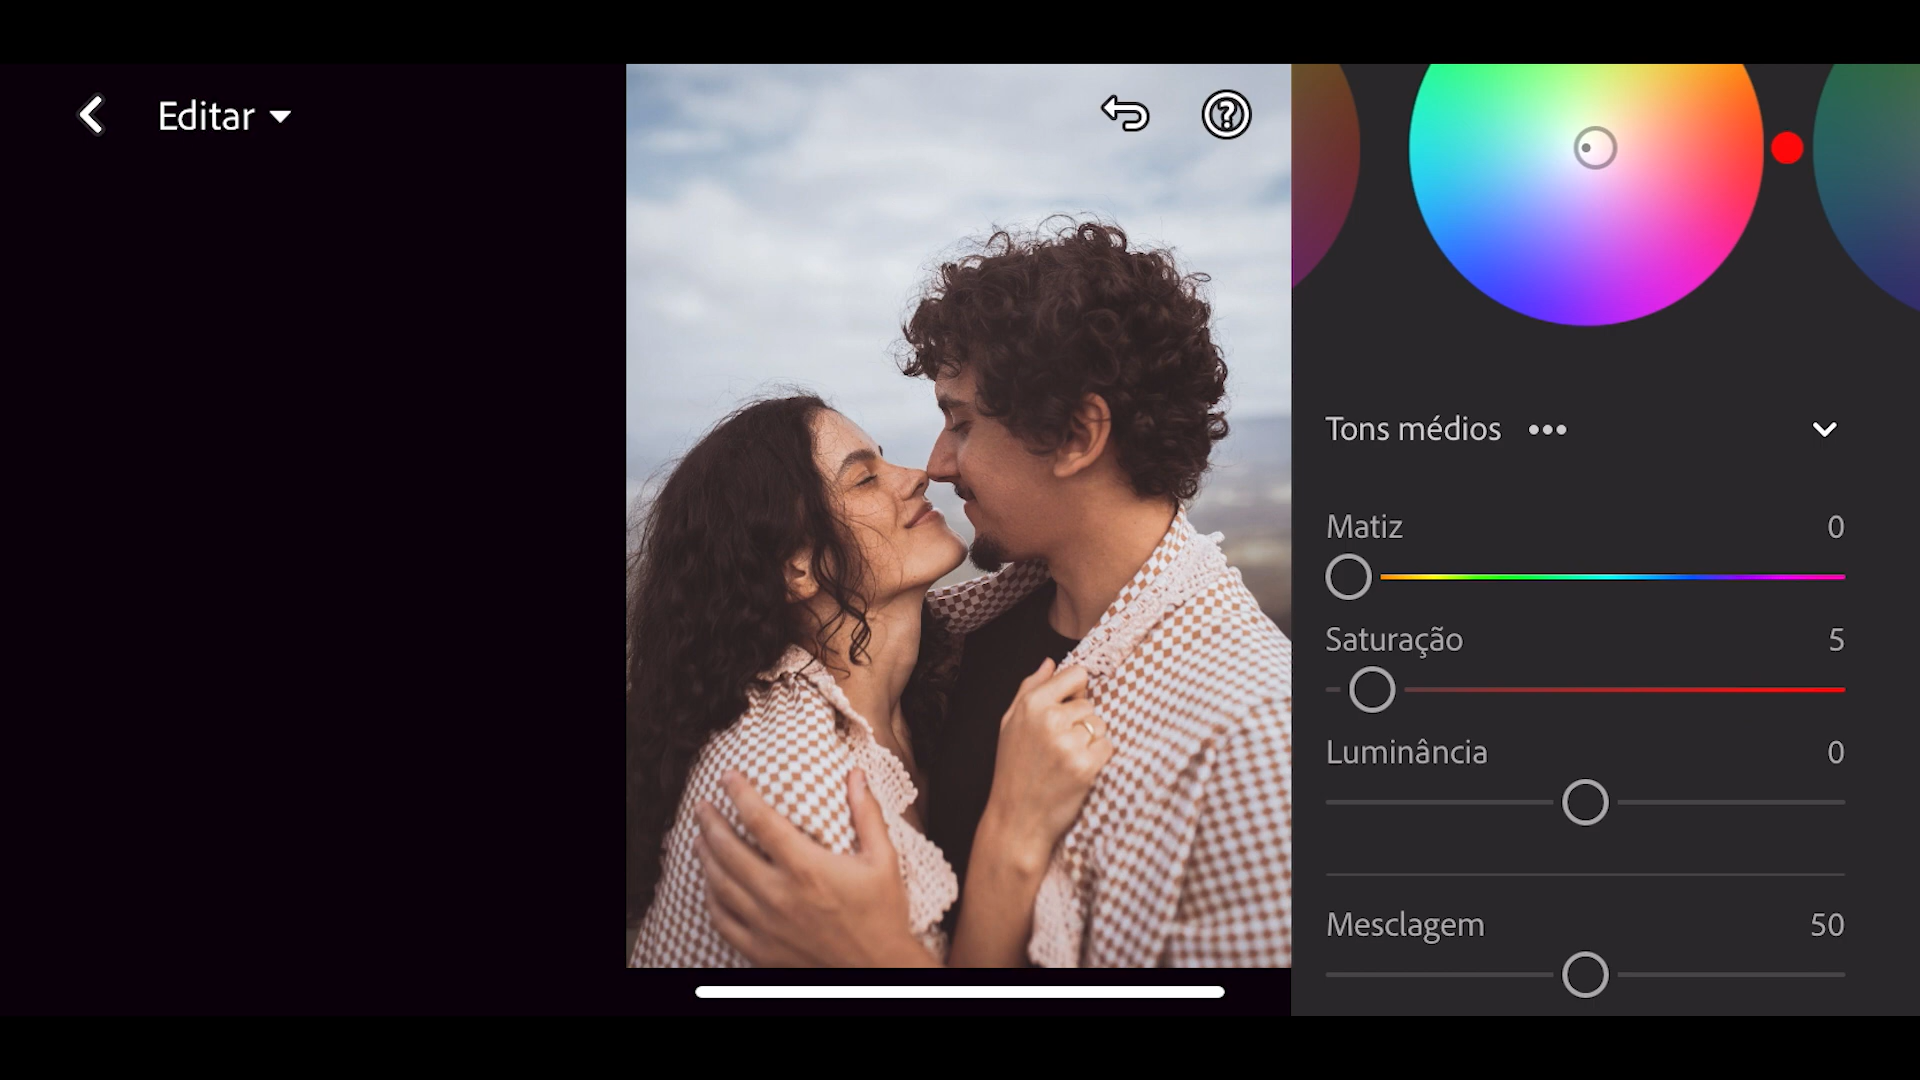 Editar
Tons médios
Matiz 0
Saturação 5
Luminância 0
Mesclagem 50